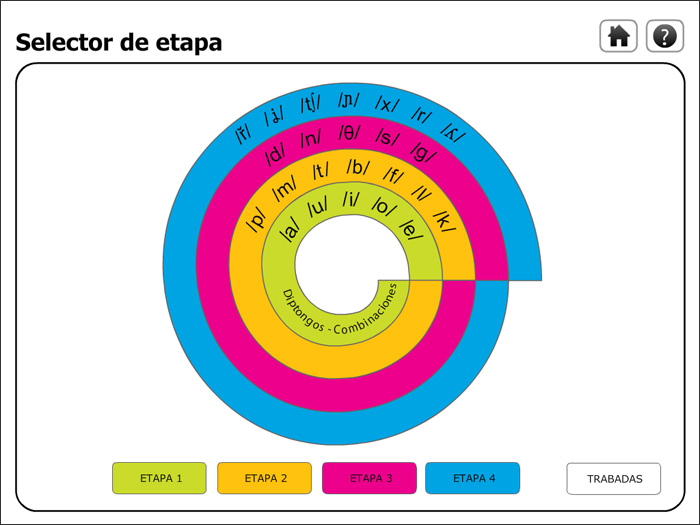 Selector de etapa
?
/r̄/ /ʝ/ /tʃ/ /ɲ/ /x/ /r/ /ʎ/
/d/ /n/ /θ/ /s/ /g/
/p/ /m/ /t/ /b/ /f/ /l/ /k/
/a/ /u/ /i/ /o/ /e/
Diptongos - Combinaciones
ETAPA 1
ETAPA 2
ETAPA 3
ETAPA 4
TRABADAS